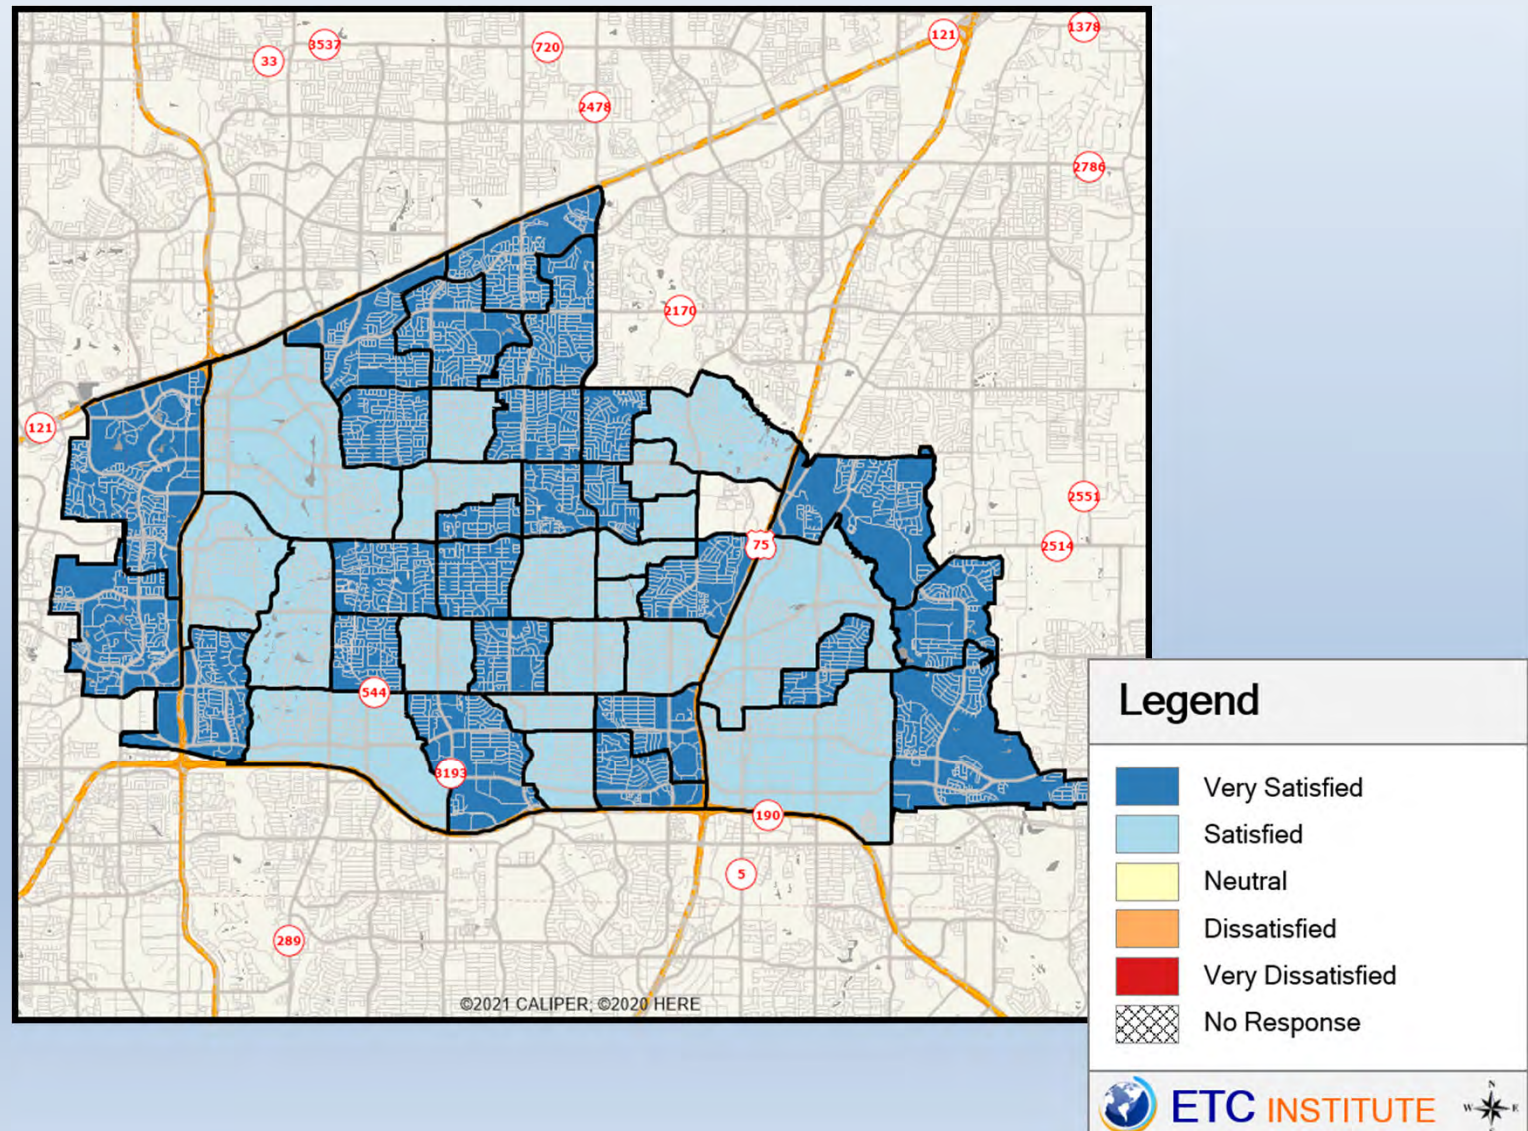 121
1378
33
3537
720
2478
2786
2170
121
2551
75
2514
544
3193
190
5
289
©2021 CALIPER; ©2020 HERE
Legend
Very Satisfied
Satisfied
Neutral
Dissatisfied
Very Dissatisfied
No Response
ETC INSTITUTE
N
W E
S